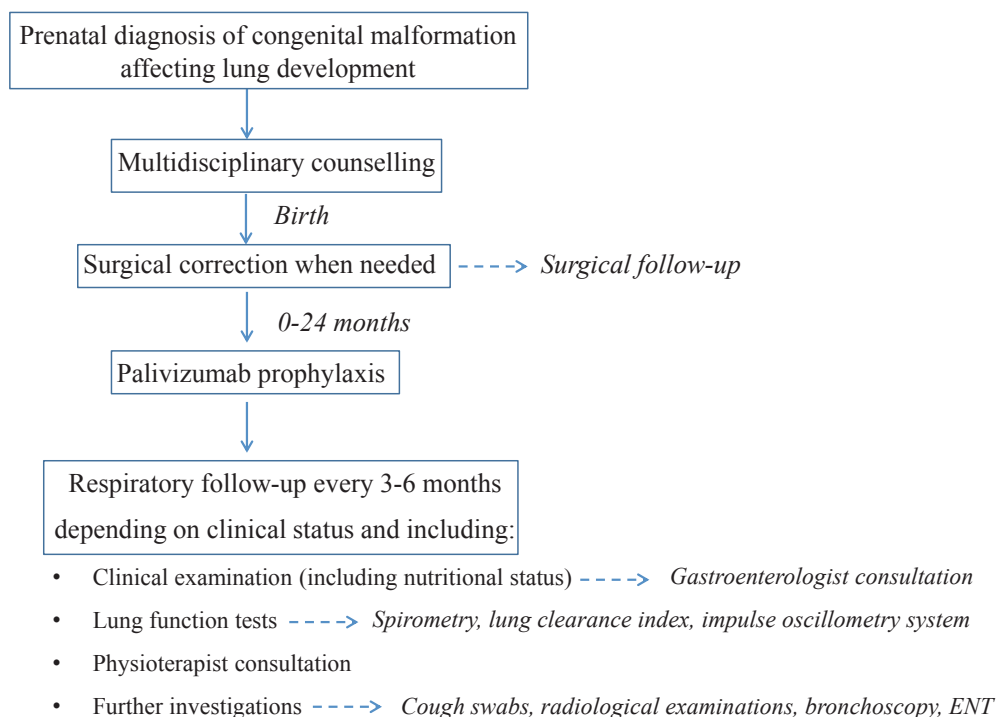 Prenatal diagnosis of congenital malformation
affecting lung development
Multidisciplinary counselling
Birth
Surgical correction when needed
Surgical follow-up
0-24 months
Palivizumab prophylaxis
Respiratory follow-up every 3-6 months
depending on clinical status and including:
• Clinical examination (including nutritional status) Gastroenterologist consultation
• Lung function tests Spirometry, lung clearance index, impulse oscillometry system
• Physioterapist consultation
• Further investigations Cough swabs, radiological examinations, bronchoscopy, ENT